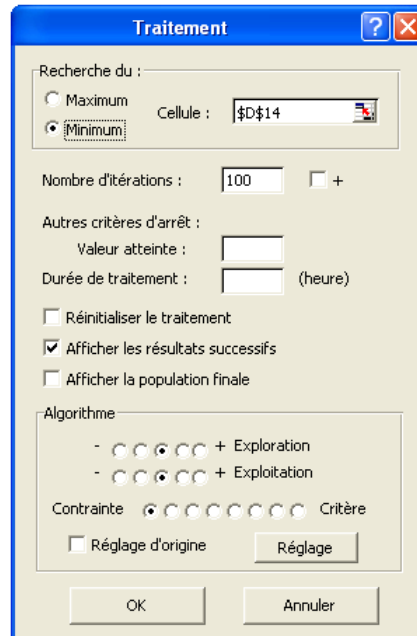 Traitement
Recherche du :
Maximum
Minimum
Cellule : $D$14
Nombre d'itérations : 100 +
Autres critères d'arrêt :
Valeur atteinte :
Durée de traitement : (heure)
Réinitialiser le traitement
Afficher les résultats successifs
Afficher la population finale
Algorithme
- + Exploration
- + Exploitation
Contrainte Critère
Réglage d'origine Réglage
OK Annuler